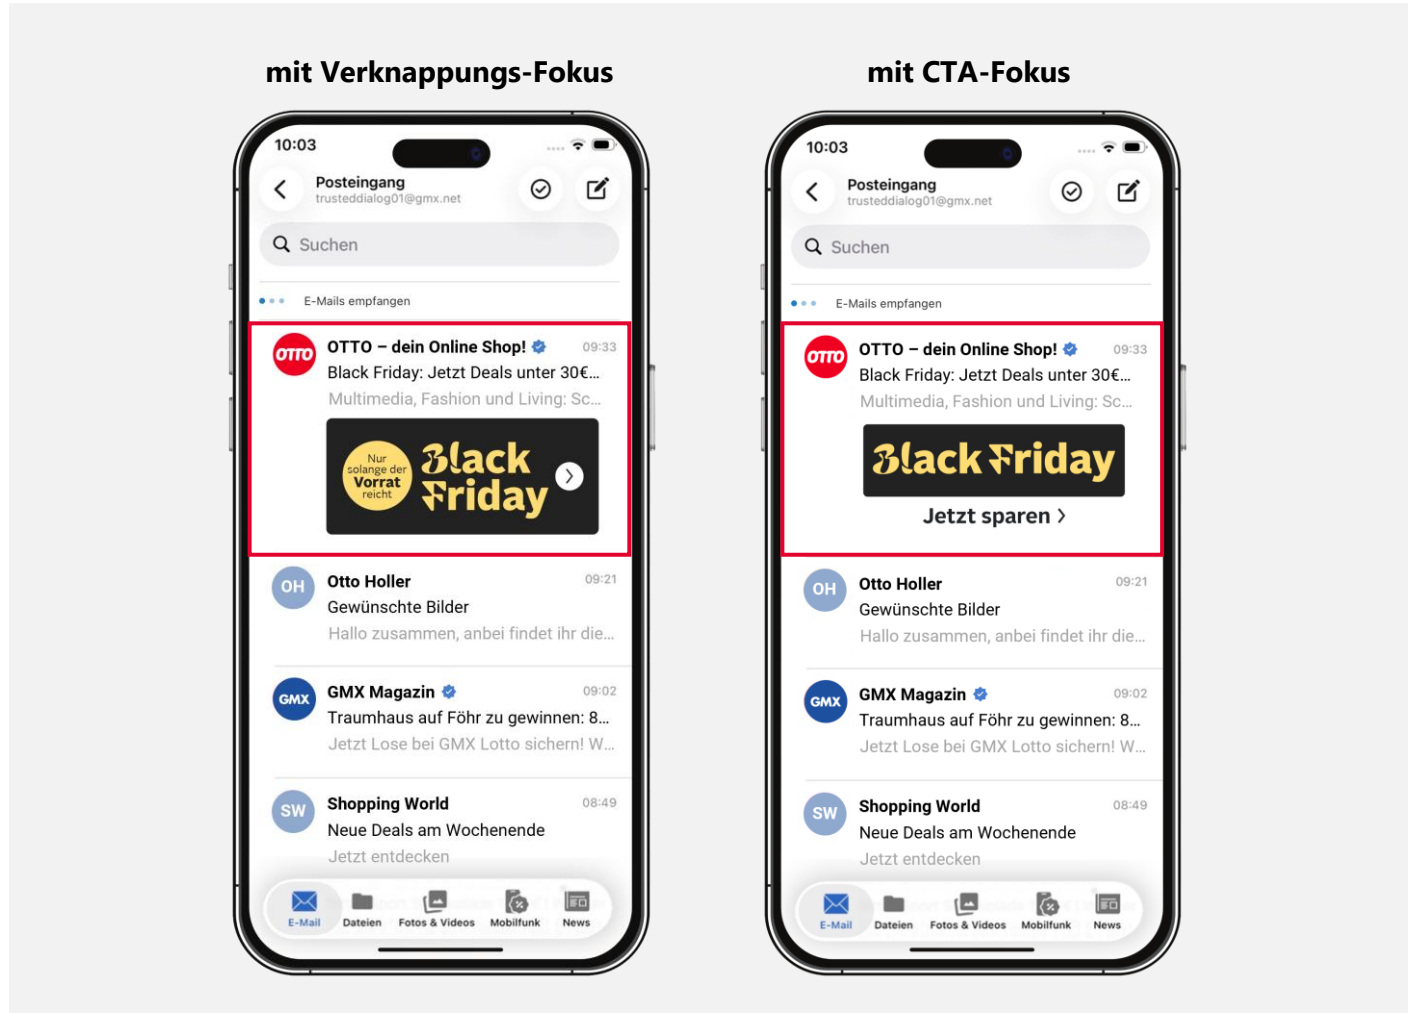 mit Verknappungs-Fokus
10:03
Posteingang
trusteddialog01@gmx.net
Suchen
E-Mails empfangen
OTTO
OTTO – dein Online Shop!
09:33
Black Friday: Jetzt Deals unter 30€...
Multimedia, Fashion und Living: Sc...
Nur
solange der
Vorrat
reicht
Black
Friday
OH
Otto Holler
09:21
Gewünschte Bilder
Hallo zusammen, anbei findet ihr die...
GMX
GMX Magazin
09:02
Traumhaus auf Föhr zu gewinnen: 8...
Jetzt Lose bei GMX Lotto sichern! W...
SW
Shopping World
08:49
Neue Deals am Wochenende
Jetzt entdecken
E-Mail
Dateien
Fotos & Videos
Mobilfunk
News
mit CTA-Fokus
10:03
Posteingang
trusteddialog01@gmx.net
Suchen
E-Mails empfangen
OTTO
OTTO – dein Online Shop!
09:33
Black Friday: Jetzt Deals unter 30€...
Multimedia, Fashion und Living: Sc...
Black Friday
Jetzt sparen
OH
Otto Holler
09:21
Gewünschte Bilder
Hallo zusammen, anbei findet ihr die...
GMX
GMX Magazin
09:02
Traumhaus auf Föhr zu gewinnen: 8...
Jetzt Lose bei GMX Lotto sichern! W...
SW
Shopping World
08:49
Neue Deals am Wochenende
Jetzt entdecken
E-Mail
Dateien
Fotos & Videos
Mobilfunk
News